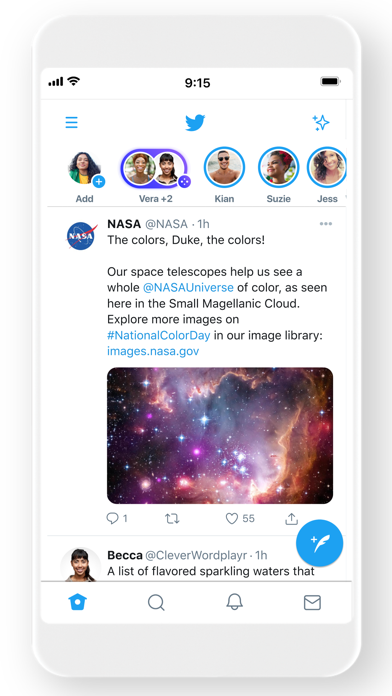 9:15
Add
Vera +2
Kian
Suzie
Jess
NASA
NASA @NASA · 1h
The colors, Duke, the colors!
Our space telescopes help us see a
whole @NASAUniverse of color, as seen
here in the Small Magellanic Cloud.
Explore more images on
#NationalColorDay in our image library:
images.nasa.gov
1
55
Becca @CleverWordplayr · 1h
A list of flavored sparkling waters that